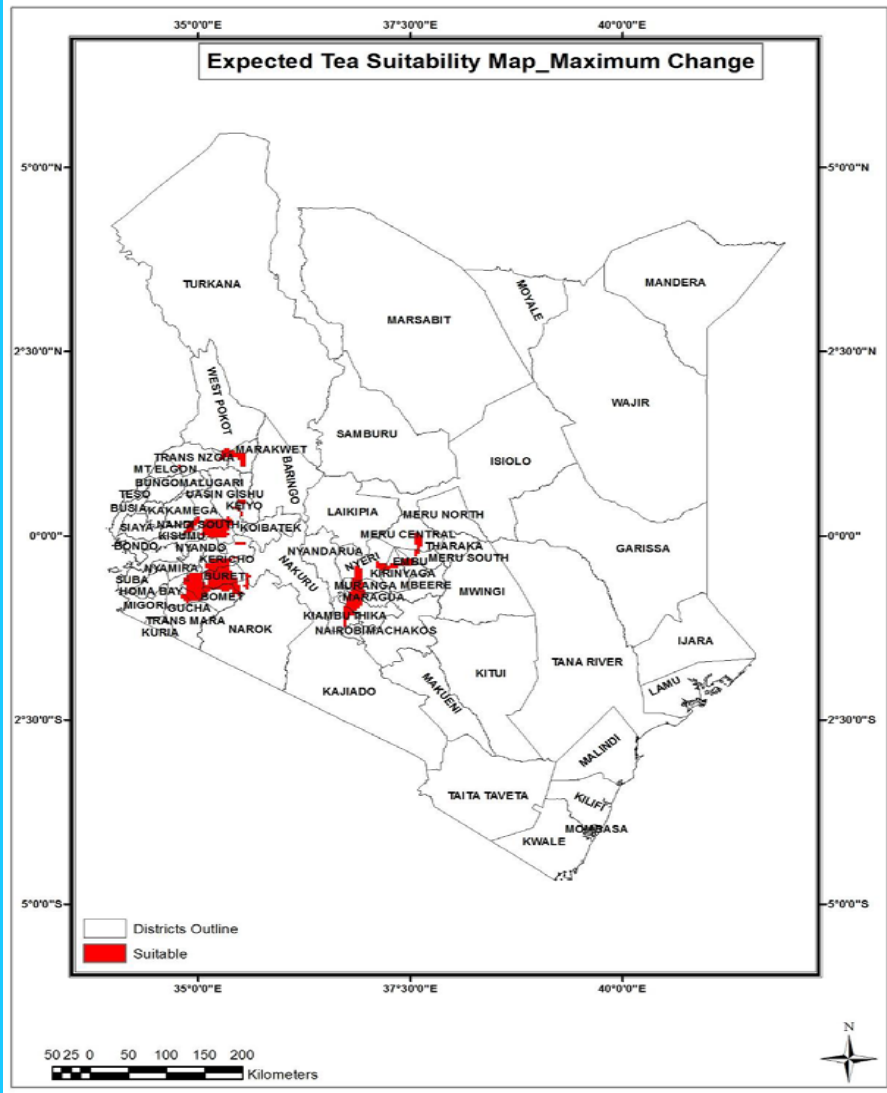 35°0'0"E 37°30'0"E 40°0'0"E
Expected Tea Suitability Map_Maximum Change
5°0'0"N 5°0'0"N
TURKANA
MANDERA
MOYALE
MARSABIT
2°30'0"N 2°30'0"N
WEST POKOT
WAJIR
SAMBURU
MARAKWET
TRANS NZOIA
ISIOLO
MT ELGON
BARINGO
BUNGOMALUGARI
TESO UASIN GISHU
BUSIA KAKAMEGA KEIYO
LAIKIPIA MERU NORTH
SIAYA NANDI SOUTH KOIBATEK
0°0'0" 0°0'0"
KISUMU MERU CENTRAL
BONDO NYANDO NYANDARUA THARAKA GARISSA
KERICHO NYERI EMBU MERU SOUTH
NYAMIRA NAKURU KIRINYAGA
SUBA BURET MURANGA MBEERE
HOMA BAY BOMET MARAGUA MWINGI
MIGORI GUCHA
TRANS MARA KIAMBU THIKA
KURIA NAROK NAIROBI MACHAKOS
IJARA
TANA RIVER
KITUI
KAJIADO MAKUENI LAMU
2°30'0"S 2°30'0"S
MALINDI
TAITA TAVETA
KILIFI
MOMBASA
KWALE
5°0'0"S 5°0'0"S
Districts Outline
Suitable
35°0'0"E 37°30'0"E 40°0'0"E
N
50 25 0 50 100 150 200
Kilometers